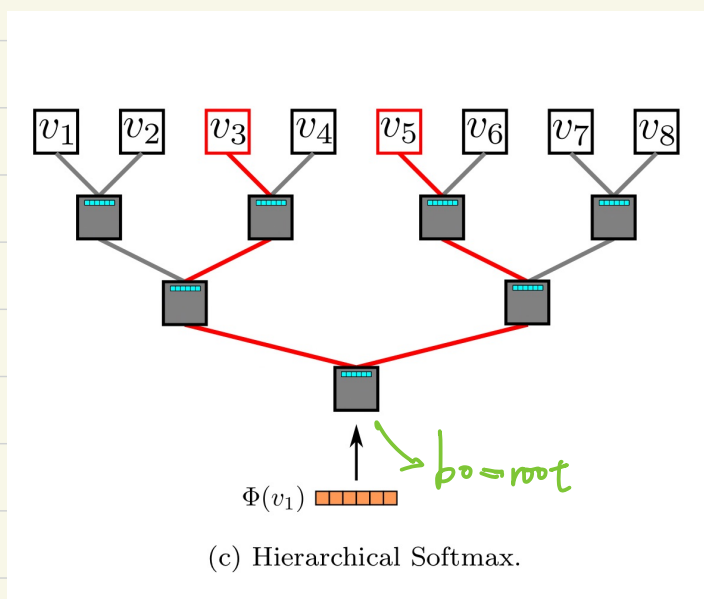 v1 v2 v3 v4 v5 v6 v7 v8
b0=root
Φ(v1)
(c) Hierarchical Softmax.